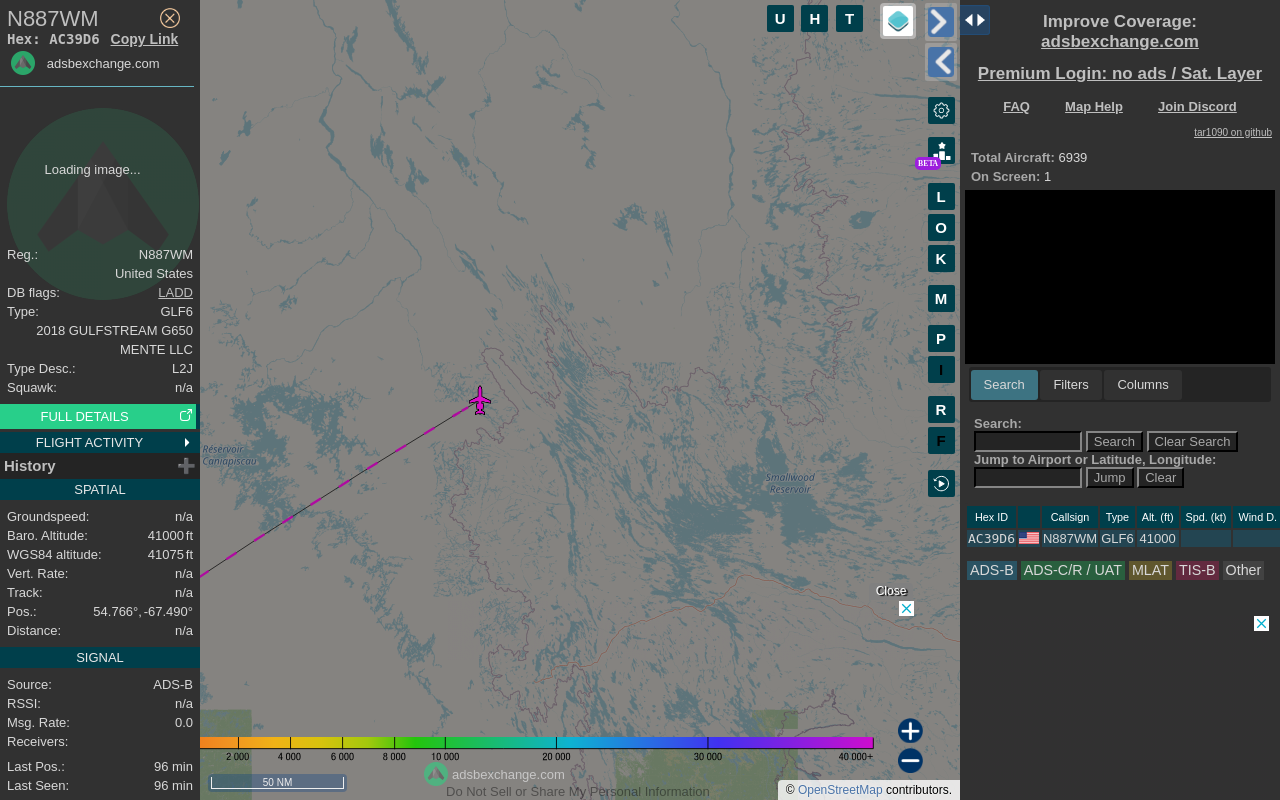 N887WM
Hex: AC39D6 Copy Link
adsbexchange.com
Loading image...
Reg.: N887WM
United States
DB flags: LADD
Type: GLF6
2018 GULFSTREAM G650
MENTE LLC
Type Desc.: L2J
Squawk: n/a
FULL DETAILS
FLIGHT ACTIVITY
History
SPATIAL
Groundspeed: n/a
Baro. Altitude: 41000 ft
WGS84 altitude: 41075 ft
Vert. Rate: n/a
Track: n/a
Pos.: 54.766°, -67.490°
Distance: n/a
SIGNAL
Source: ADS-B
RSSI: n/a
Msg. Rate: 0.0
Receivers:
Last Pos.: 96 min
Last Seen: 96 min
U H T
BETA
L
O
K
M
P
I
R
F
Réservoir
Caniapiscau
Smallwood
Reservoir
Close
2 000 4 000 6 000 8 000 10 000 20 000 30 000 40 000+
50 NM
adsbexchange.com
Do Not Sell or Share My Personal Information
© OpenStreetMap contributors.
Improve Coverage:
adsbexchange.com
Premium Login: no ads / Sat. Layer
FAQ Map Help Join Discord
tar1090 on github
Total Aircraft: 6939
On Screen: 1
Search Filters Columns
Search:
Search Clear Search
Jump to Airport or Latitude, Longitude:
Jump Clear
Hex ID Callsign Type Alt. (ft) Spd. (kt) Wind D.
AC39D6 N887WM GLF6 41000
ADS-B ADS-C/R / UAT MLAT TIS-B Other